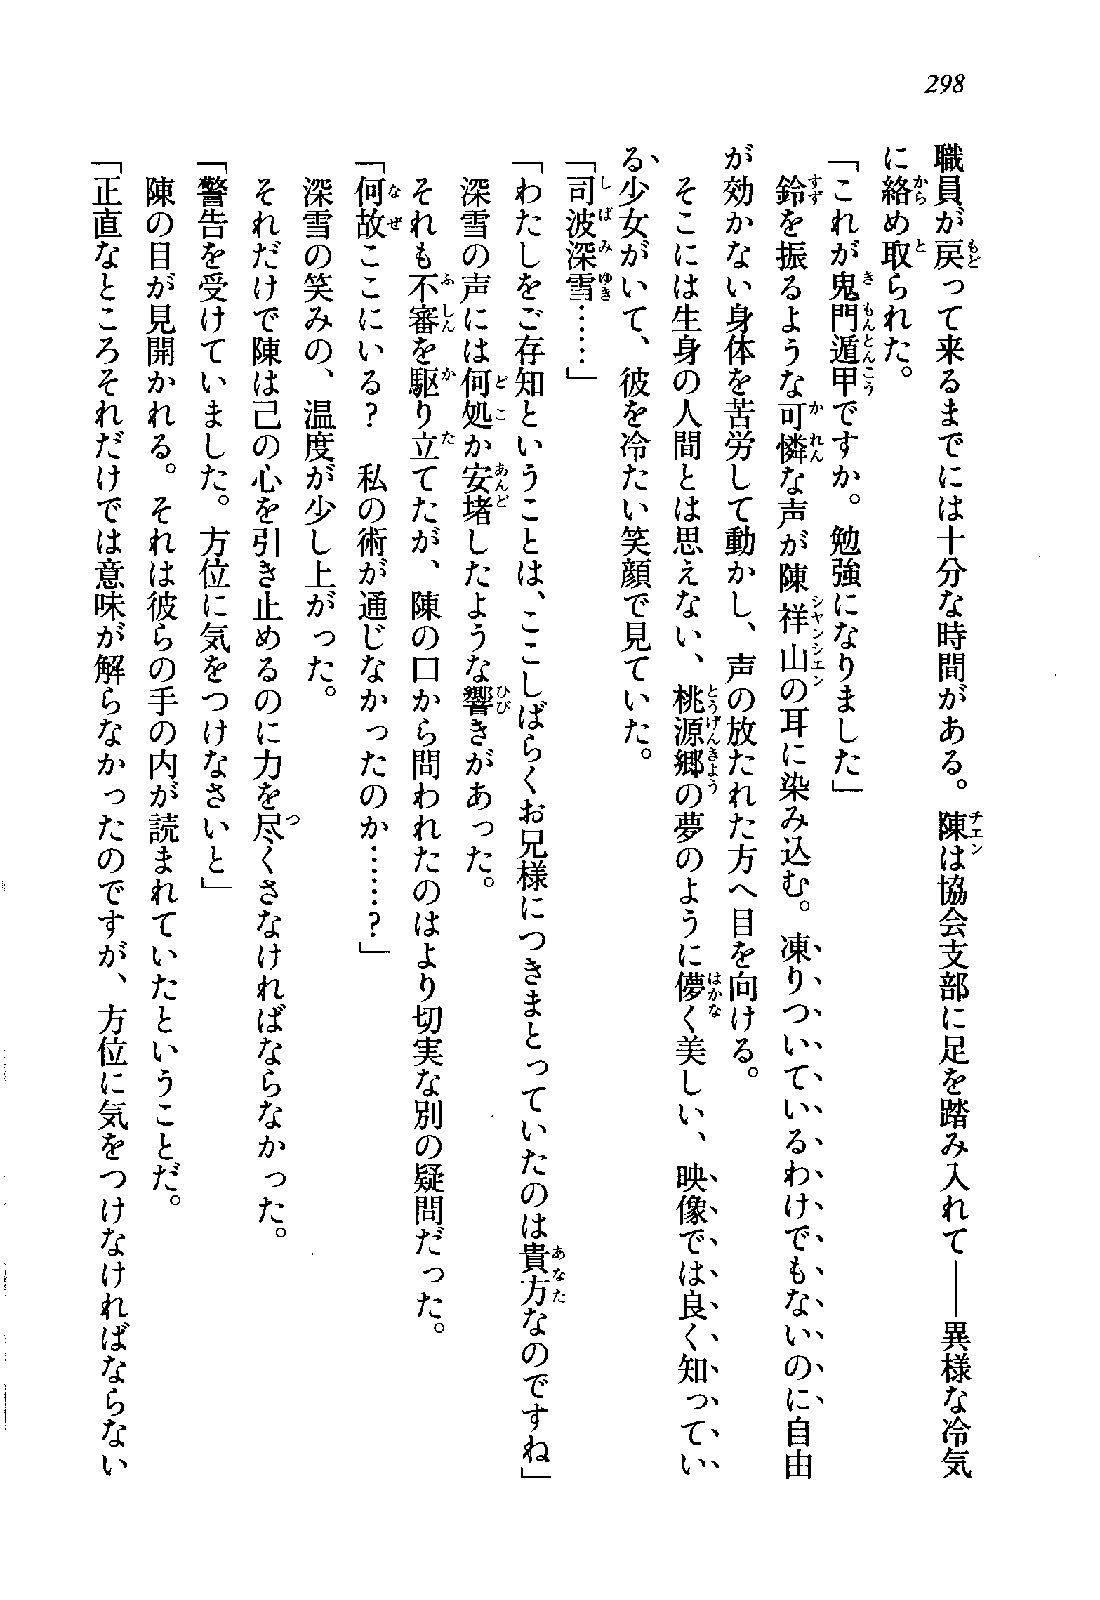 298
職員が戻って来るまでには十分な時間がある。陳は協会支部に足を踏み入れて――異様な冷気
に絡め取られた。
「これが鬼門遁甲ですか。勉強になりました」
鈴を振るような可憐な声が陳祥山の耳に染み込む。凍りついているわけでもないのに自由
が効かない身体を苦労して動かし、声の放たれた方へ目を向ける。
そこには生身の人間とは思えない、桃源郷の夢のように儚く美しい、映像では良く知ってい
る少女がいて、彼を冷たい笑顔で見ていた。
「司波深雪……」
「わたしをご存知ということは、ここしばらくお兄様につきまとっていたのは貴方なのですね」
深雪の声には何処か安堵したような響きがあった。
それも不審を駆り立てたが、陳の口から問われたのはより切実な別の疑問だった。
「何故ここにいる？　私の術が通じなかったのか……？」
深雪の笑みの、温度が少し上がった。
それだけで陳は己の心を引き止めるのに力を尽くさなければならなかった。
「警告を受けていました。方位に気をつけなさいと」
陳の目が見開かれる。それは彼らの手の内が読まれていたということだ。
「正直なところそれだけでは意味が解らなかったのですが、方位に気をつけなければならない